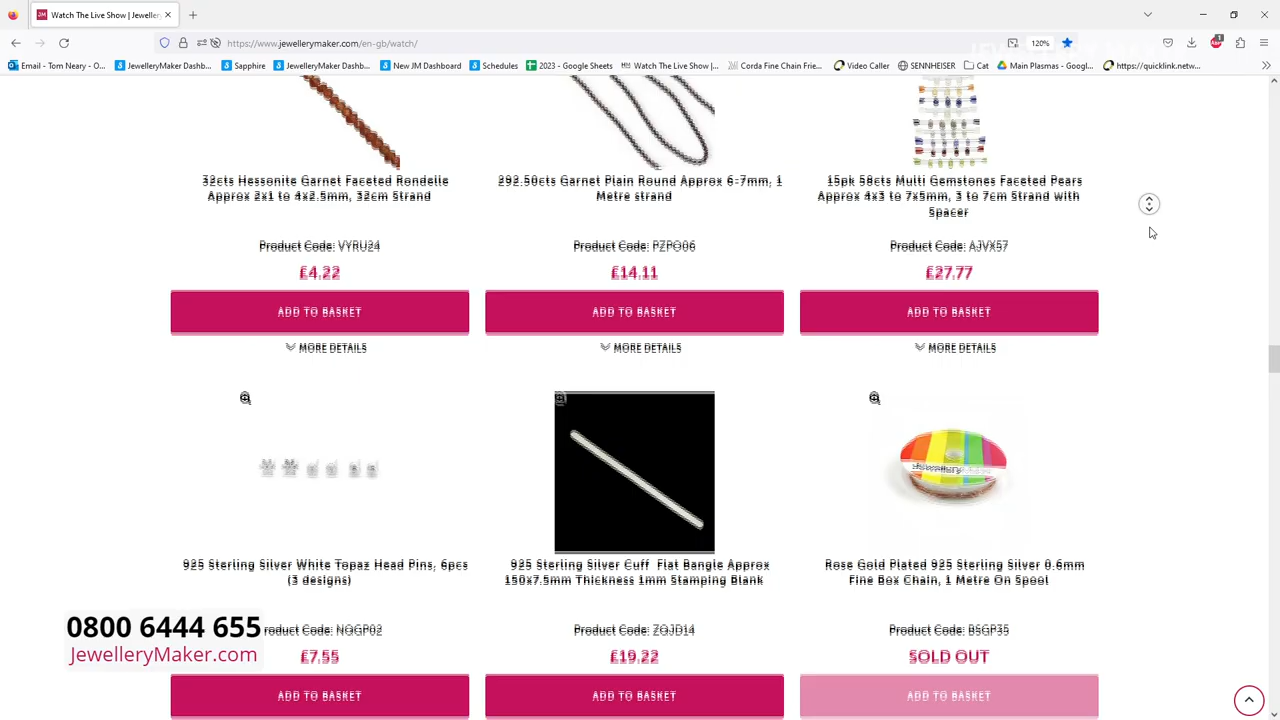 Watch The Live Show | Jeweller
https://www.jewellerymaker.com/en-gb/watch/
120%
1
Email - Tom Neary - O...
JewelleryMaker Dashb...
Sapphire
JewelleryMaker Dashb...
New JM Dashboard
Schedules
2023 - Google Sheets
Watch The Live Show |...
Corda Fine Chain Frie...
Video Caller
SENNHEISER
Cat
Main Plasmas - Googl...
https://quicklink.netw...
32cts Hessonite Garnet Faceted Rondelle
Approx 2x1 to 4x2.5mm, 32cm Strand
Product Code: VYRU24
£4.22
ADD TO BASKET
MORE DETAILS
292.50cts Garnet Plain Round Approx 6-7mm, 1
Metre strand
Product Code: PZPO06
£14.11
ADD TO BASKET
MORE DETAILS
15pk 58cts Multi Gemstones Faceted Pears
Approx 4x3 to 7x5mm, 3 to 7cm Strand with
Spacer
Product Code: AJVX57
£27.77
ADD TO BASKET
MORE DETAILS
925 Sterling Silver White Topaz Head Pins, 6pcs
(3 designs)
roduct Code: NQGP02
£7.55
ADD TO BASKET
925 Sterling Silver Cuff Flat Bangle Approx
150x7.5mm Thickness 1mm Stamping Blank
Product Code: ZQJD14
£19.22
ADD TO BASKET
Rose Gold Plated 925 Sterling Silver 0.6mm
Fine Box Chain, 1 Metre On Spool
Product Code: BSGP35
SOLD OUT
ADD TO BASKET
0800 6444 655
JewelleryMaker.com